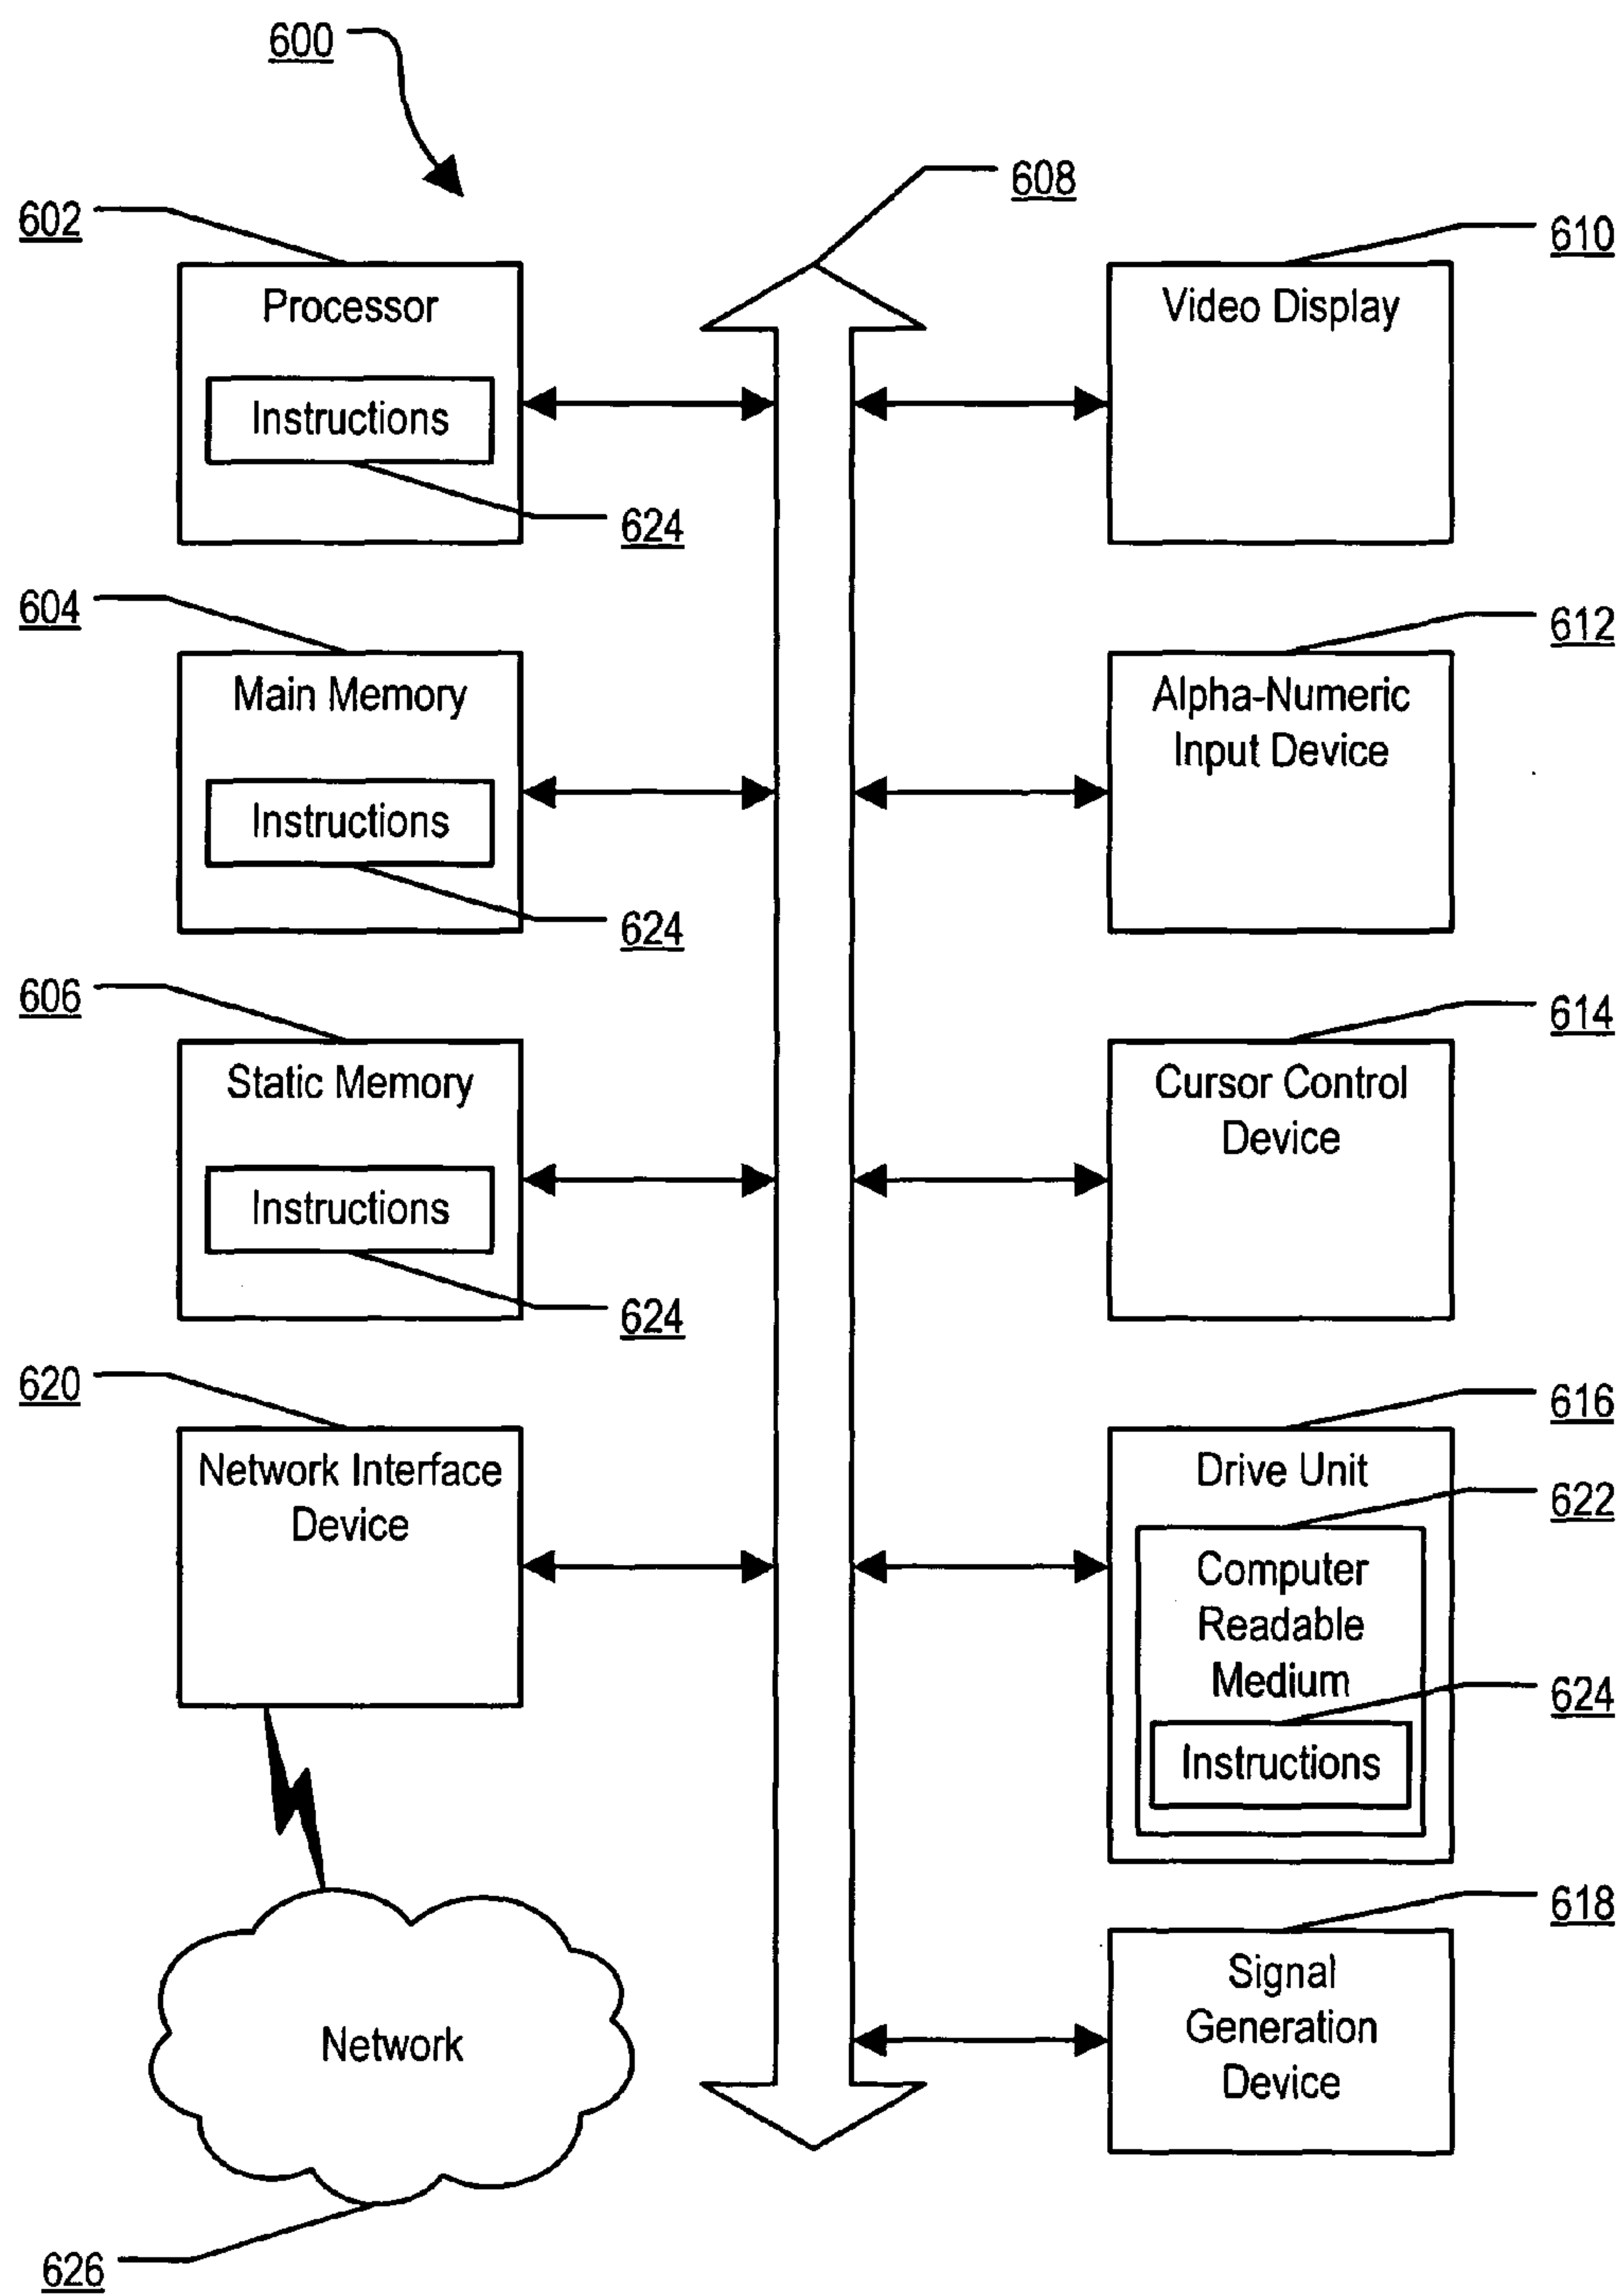 600
608
602
Processor
Instructions
624
610
Video Display
604
Main Memory
Instructions
624
612
Alpha-Numeric
Input Device
606
Static Memory
Instructions
624
614
Cursor Control
Device
620
Network Interface
Device
616
Drive Unit
622
Computer
Readable
Medium
624
Instructions
Network
626
618
Signal
Generation
Device